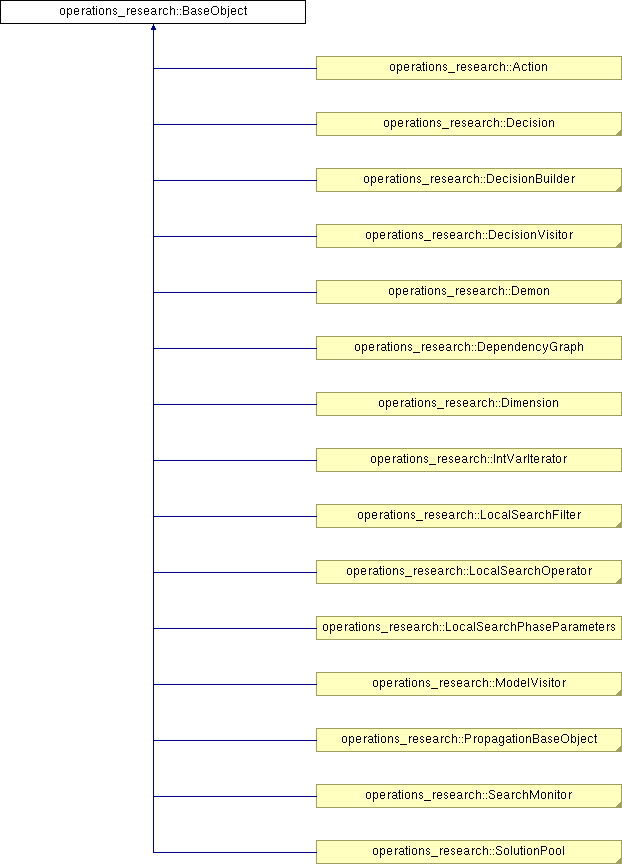 operations_research::BaseObject
operations_research::Action
operations_research::Decision
operations_research::DecisionBuilder
operations_research::DecisionVisitor
operations_research::Demon
operations_research::DependencyGraph
operations_research::Dimension
operations_research::IntVarIterator
operations_research::LocalSearchFilter
operations_research::LocalSearchOperator
operations_research::LocalSearchPhaseParameters
operations_research::ModelVisitor
operations_research::PropagationBaseObject
operations_research::SearchMonitor
operations_research::SolutionPool